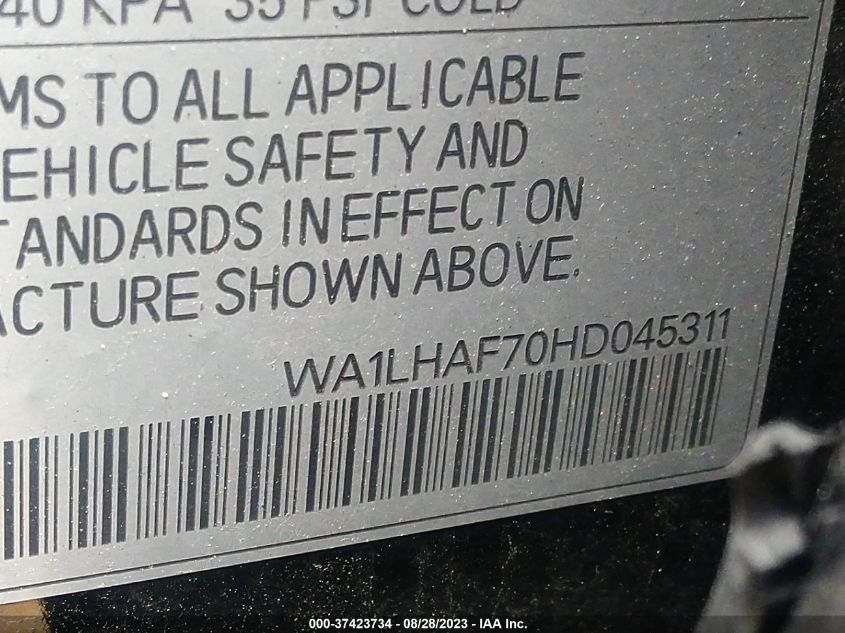 40 KPA 35 PSI COLD
MS TO ALL APPLICABLE
EHICLE SAFETY AND
TANDARDS IN EFFECT ON
ACTURE SHOWN ABOVE.
WA1LHAF70HD045311
000-37423734 - 08/28/2023 - IAA Inc.